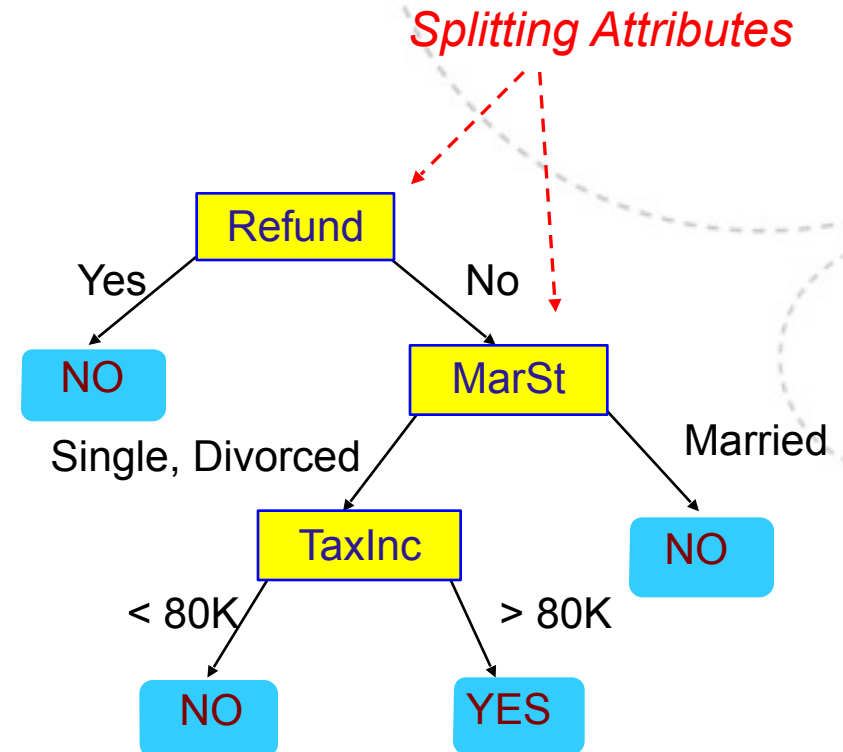 Splitting Attributes
Refund
Yes
No
NO
MarSt
Single, Divorced
Married
TaxInc
NO
< 80K
> 80K
NO
YES